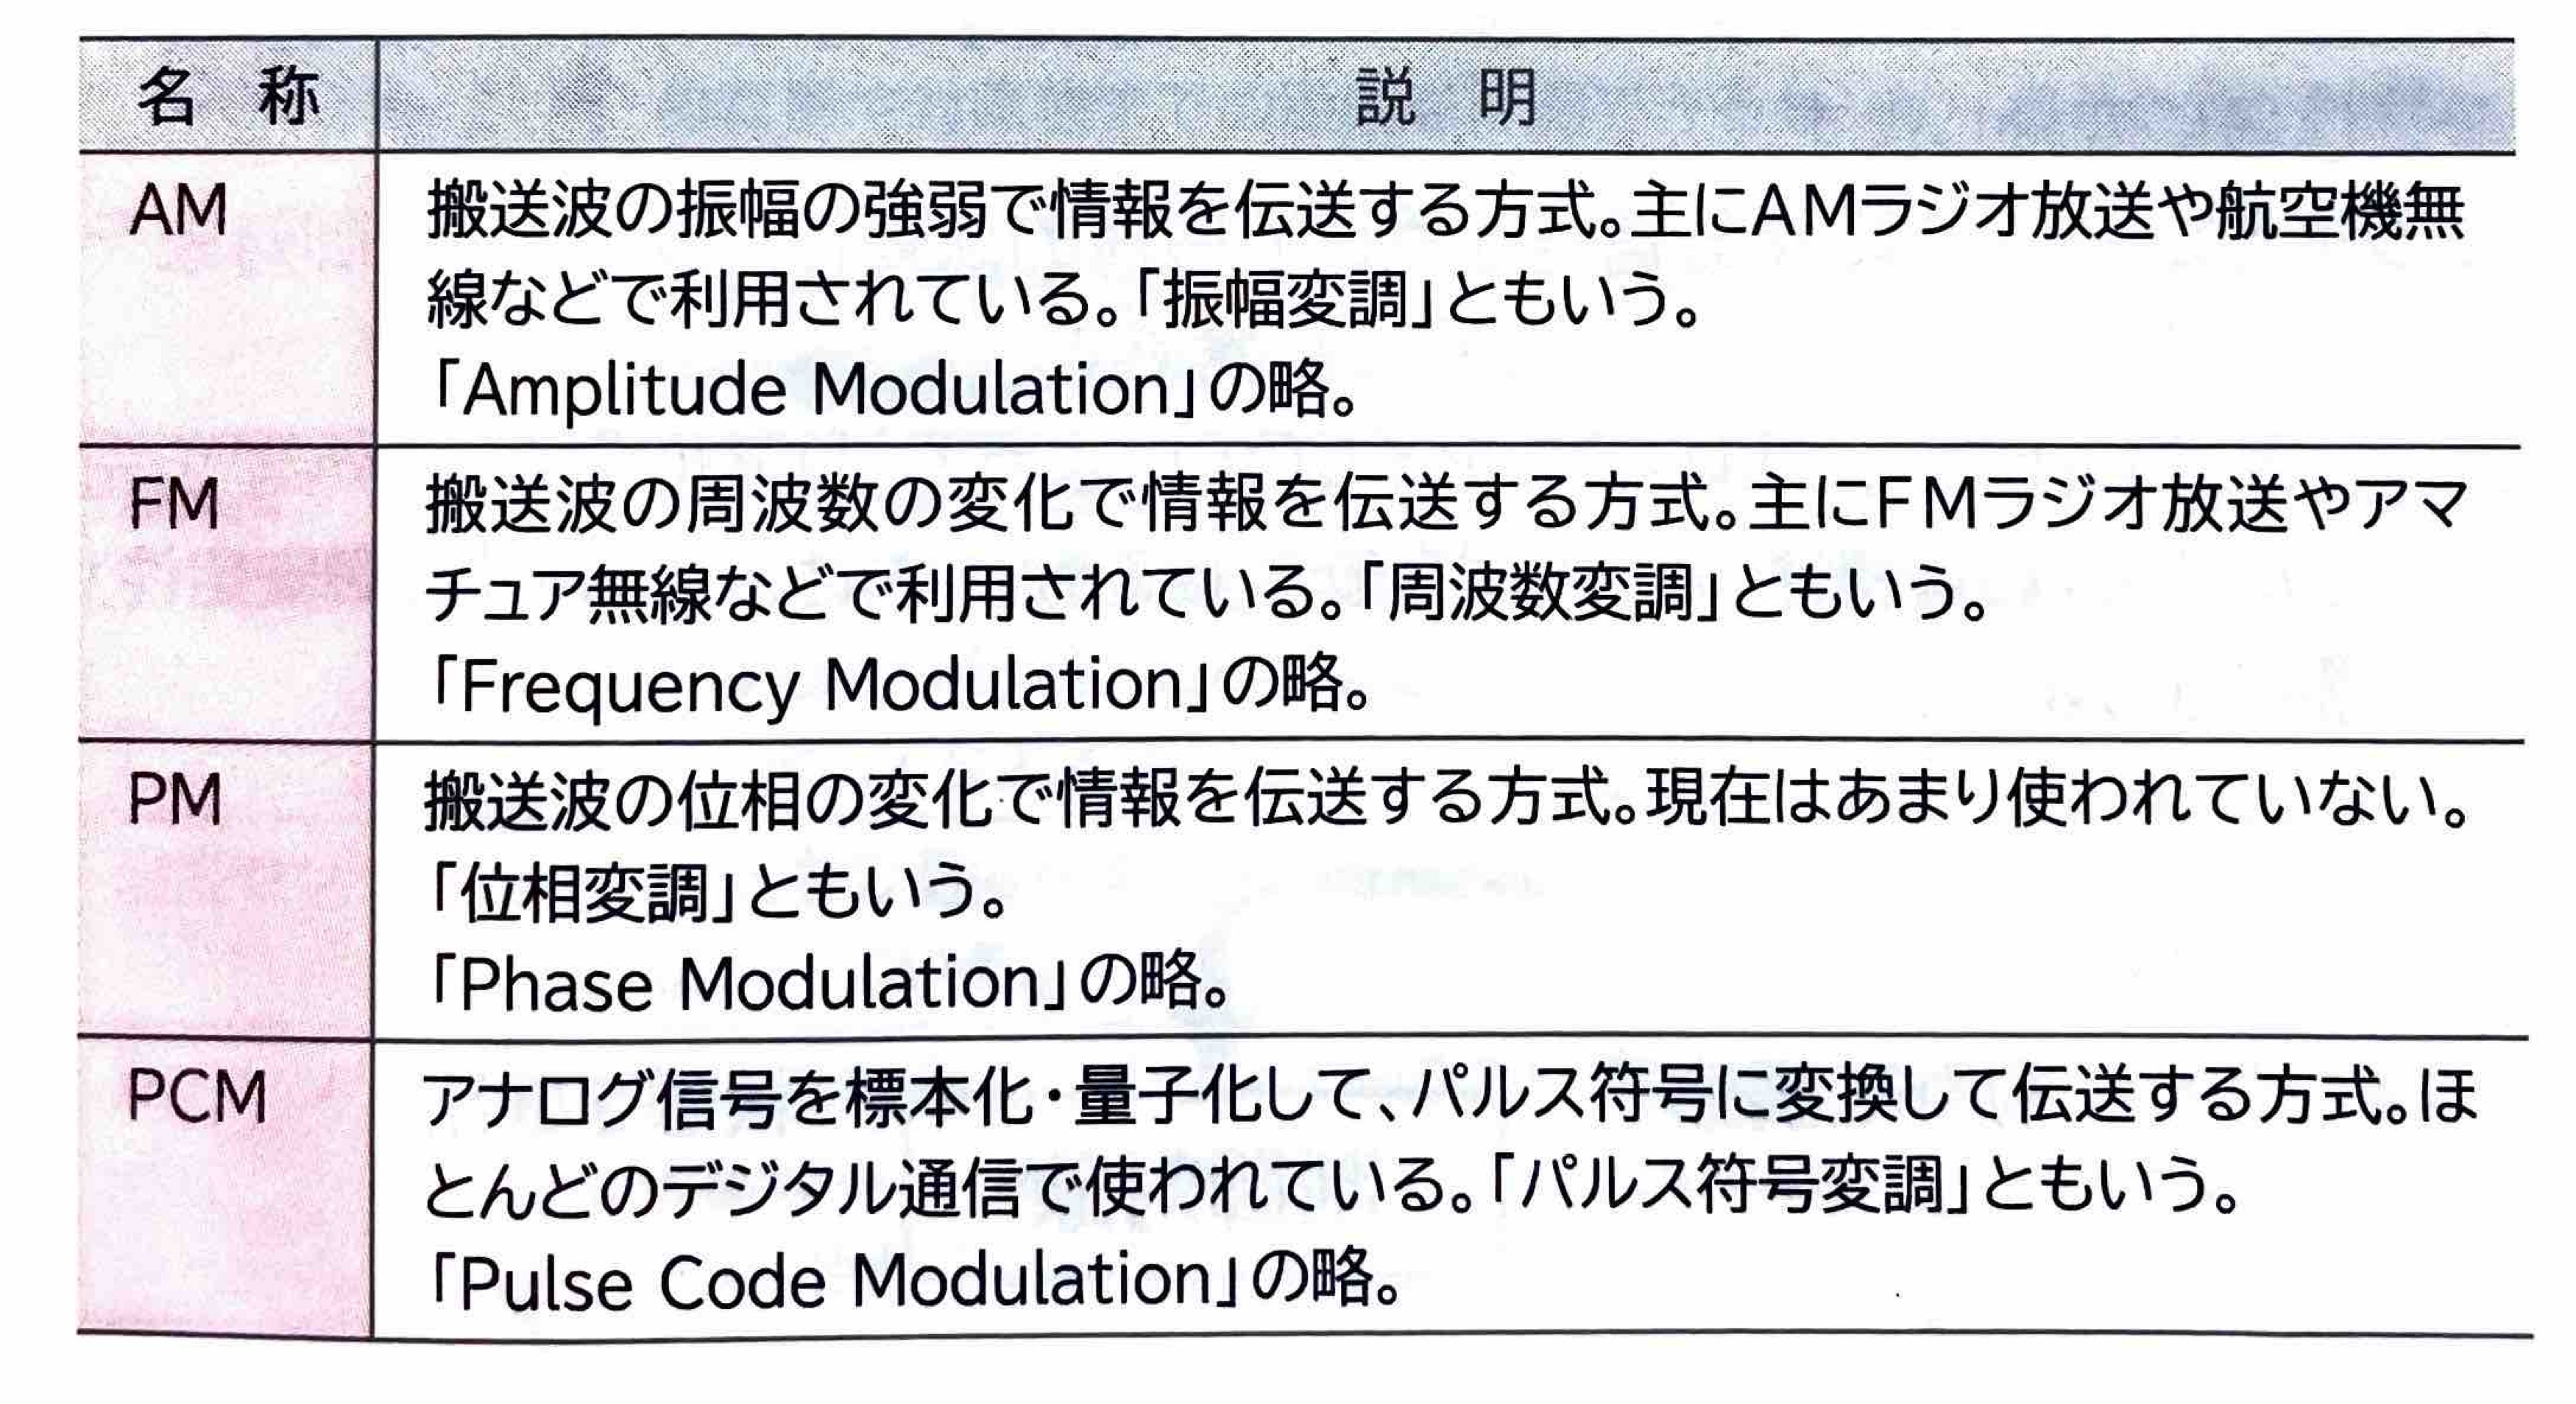 名 称 説 明
AM 搬送波の振幅の強弱で情報を伝送する方式。主にAMラジオ放送や航空機無
線などで利用されている。「振幅変調」ともいう。
「Amplitude Modulation」の略。
FM 搬送波の周波数の変化で情報を伝送する方式。主にFMラジオ放送やアマ
チュア無線などで利用されている。「周波数変調」ともいう。
「Frequency Modulation」の略。
PM 搬送波の位相の変化で情報を伝送する方式。現在はあまり使われていない。
「位相変調」ともいう。
「Phase Modulation」の略。
PCM アナログ信号を標本化・量子化して、パルス符号に変換して伝送する方式。ほ
とんどのデジタル通信で使われている。「パルス符号変調」ともいう。
「Pulse Code Modulation」の略。